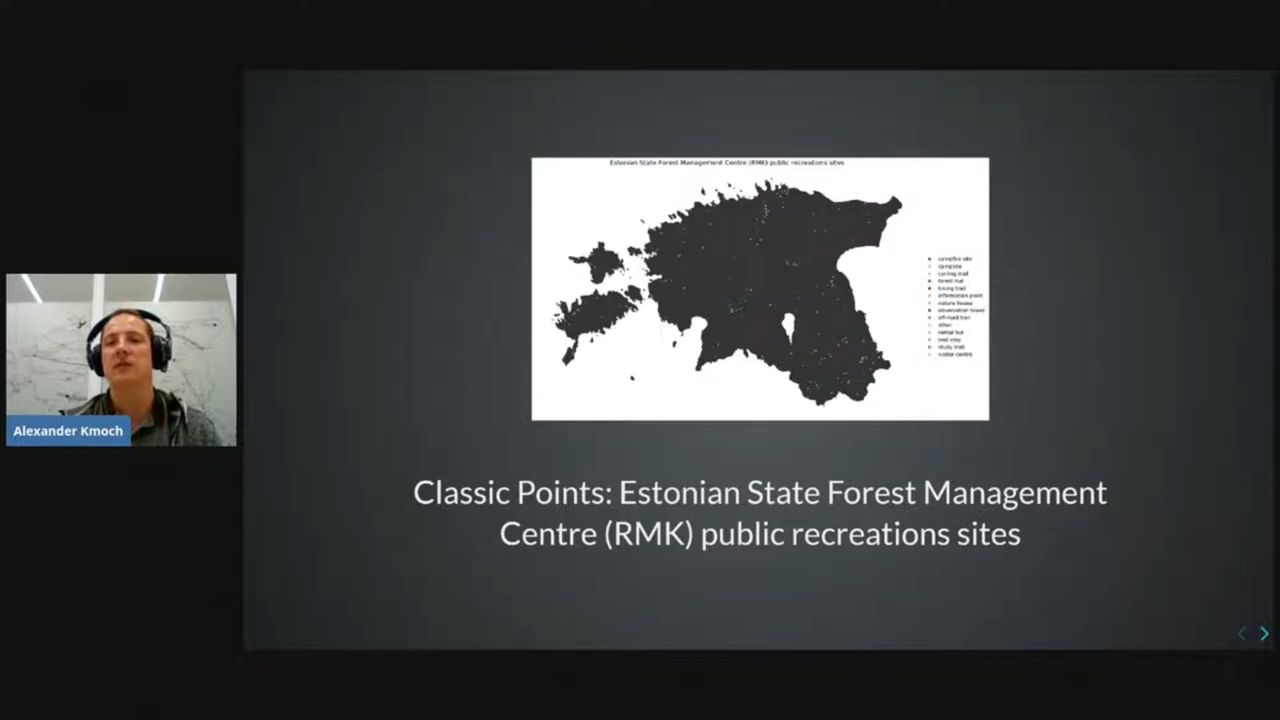 Estonian State Forest Management Centre (RMK) public recreations sites
campfire site
campsite
cycling trail
forest hut
hiking trail
information point
nature house
observation tower
off-road trail
other
rental hut
rest stop
study trail
visitor centre
Alexander Kmoch
Classic Points: Estonian State Forest Management
Centre (RMK) public recreations sites